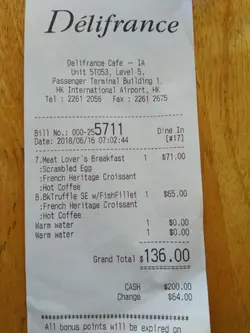 Délifrance
Delifrance Cafe - IA
Unit 5T053, Level 5,
Passenger Terminal Building 1,
HK International Airport, HK
Tel : 2261 2056   Fax : 2261 2675
Bill No.: 000-255711 Dine In
Date: 2018/06/16 07:02:44 [#17]
7.Meat Lover's Breakfast 1 $71.00
:Scrambled Egg
:French Heritage Croissant
:Hot Coffee
8.BkTruffle SE w/FishFillet 1 $65.00
:French Heritage Croissant
:Hot Coffee
Warm water 1 $0.00
Warm water 1 $0.00
Grand Total $136.00
CASH $200.00
Change $64.00
All bonus points will be expired on